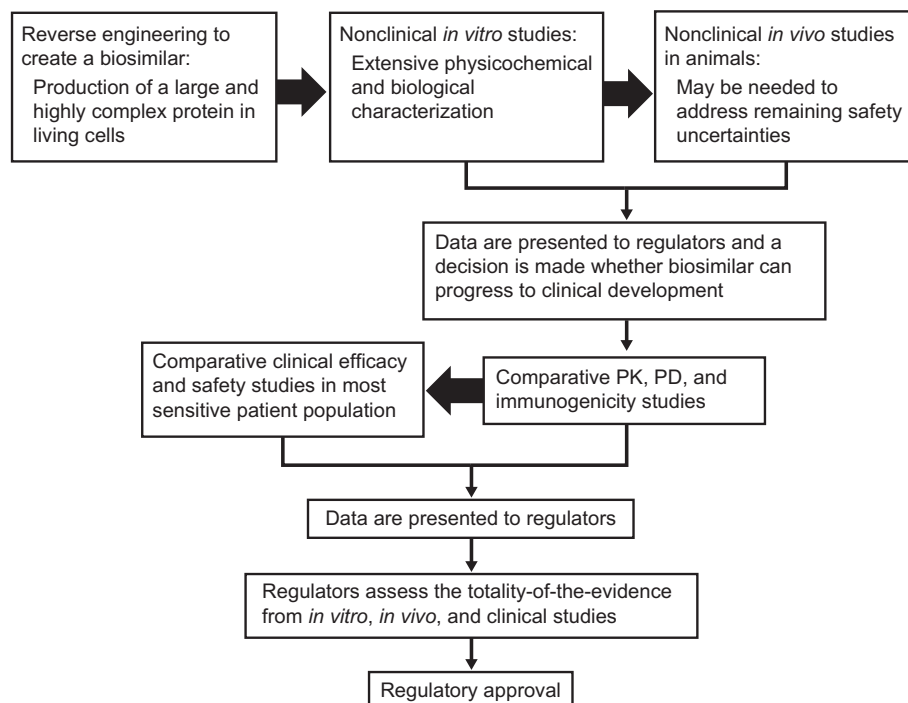 Reverse engineering to
create a biosimilar:
Production of a large and
highly complex protein in
living cells
Nonclinical in vitro studies:
Extensive physicochemical
and biological
characterization
Nonclinical in vivo studies
in animals:
May be needed to
address remaining safety
uncertainties
Data are presented to regulators and a
decision is made whether biosimilar can
progress to clinical development
Comparative clinical efficacy
and safety studies in most
sensitive patient population
Comparative PK, PD, and
immunogenicity studies
Data are presented to regulators
Regulators assess the totality-of-the-evidence
from in vitro, in vivo, and clinical studies
Regulatory approval